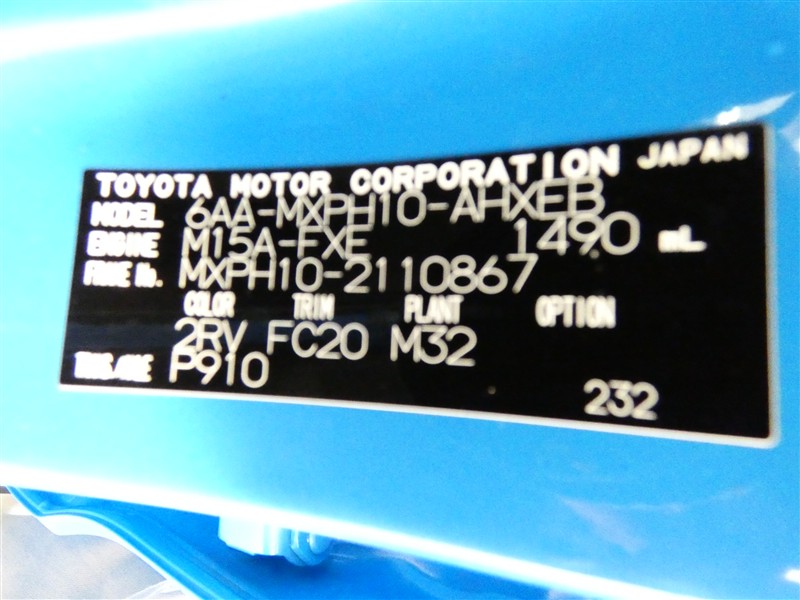 TOYOTA MOTOR CORPORATION JAPAN
MODEL 6AA-MXPH10-AHXEB
ENGINE M15A-FXE 1490 mL
FRAME No. MXPH10-2110867
COLOR TRIM PLANT OPTION
2RV FC20 M32
TRANS/AXLE P910
232